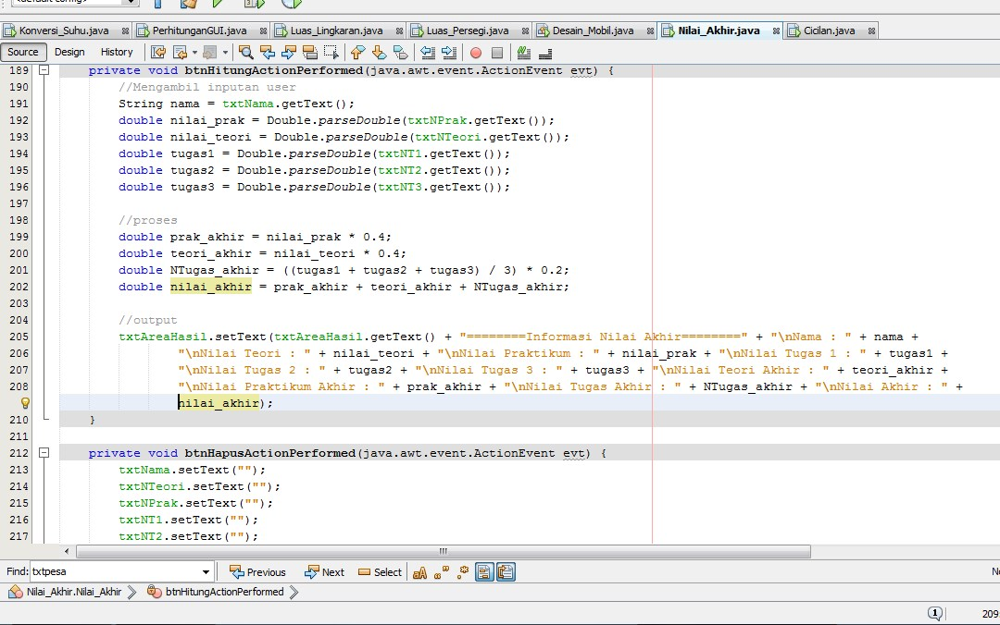 <default config>
Konversi_Suhu.java PerhitunganGUI.java Luas_Lingkaran.java Luas_Persegi.java Desain_Mobil.java Nilai_Akhir.java Cicilan.java
Source Design History
189 private void btnHitungActionPerformed(java.awt.event.ActionEvent evt) {
190 //Mengambil inputan user
191 String nama = txtNama.getText();
192 double nilai_prak = Double.parseDouble(txtNPrak.getText());
193 double nilai_teori = Double.parseDouble(txtNTeori.getText());
194 double tugas1 = Double.parseDouble(txtNT1.getText());
195 double tugas2 = Double.parseDouble(txtNT2.getText());
196 double tugas3 = Double.parseDouble(txtNT3.getText());
197
198 //proses
199 double prak_akhir = nilai_prak * 0.4;
200 double teori_akhir = nilai_teori * 0.4;
201 double NTugas_akhir = ((tugas1 + tugas2 + tugas3) / 3) * 0.2;
202 double nilai_akhir = prak_akhir + teori_akhir + NTugas_akhir;
203
204 //output
205 txtAreaHasil.setText(txtAreaHasil.getText() + "========Informasi Nilai Akhir========" + "\nNama : " + nama +
206 "\nNilai Teori : " + nilai_teori + "\nNilai Praktikum : " + nilai_prak + "\nNilai Tugas 1 : " + tugas1 +
207 "\nNilai Tugas 2 : " + tugas2 + "\nNilai Tugas 3 : " + tugas3 + "\nNilai Teori Akhir : " + teori_akhir +
208 "\nNilai Praktikum Akhir : " + prak_akhir + "\nNilai Tugas Akhir : " + NTugas_akhir + "\nNilai Akhir : " +
nilai_akhir);
210 }
211
212 private void btnHapusActionPerformed(java.awt.event.ActionEvent evt) {
213 txtNama.setText("");
214 txtNTeori.setText("");
215 txtNPrak.setText("");
216 txtNT1.setText("");
217 txtNT2.setText("");
Find: txtpesa Previous Next Select
Nilai_Akhir.Nilai_Akhir btnHitungActionPerformed
1 209